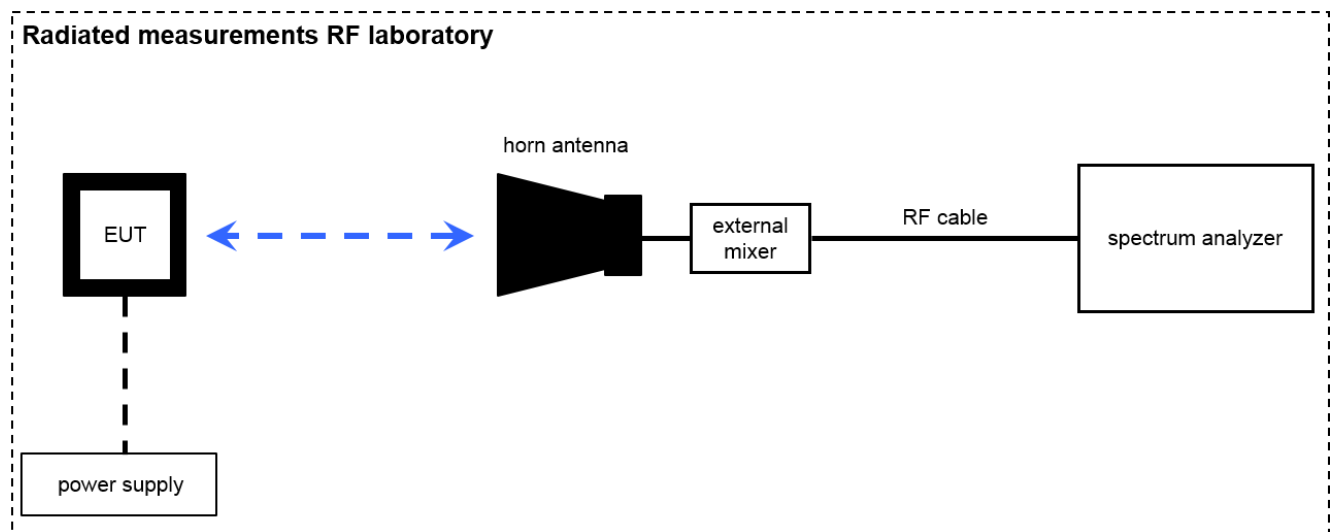 Radiated measurements RF laboratory
horn antenna
EUT
external
mixer
RF cable
spectrum analyzer
power supply